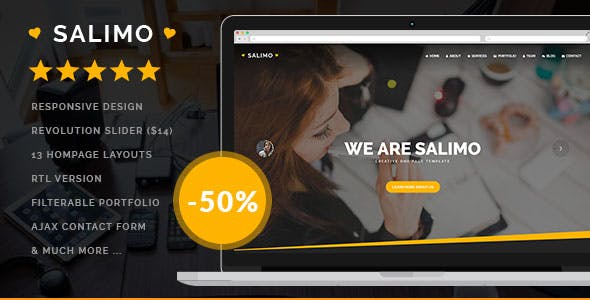 SALIMO
RESPONSIVE DESIGN
REVOLUTION SLIDER ($14)
13 HOMPAGE LAYOUTS
RTL VERSION
FILTERABLE PORTFOLIO
AJAX CONTACT FORM
& MUCH MORE ...
-50%
SALIMO
HOME ABOUT SERVICES PORTFOLIO TEAM BLOG CONTACT
WE ARE SALIMO
CREATIVE ONE PAGE TEMPLATE
LEARN MORE ABOUT US